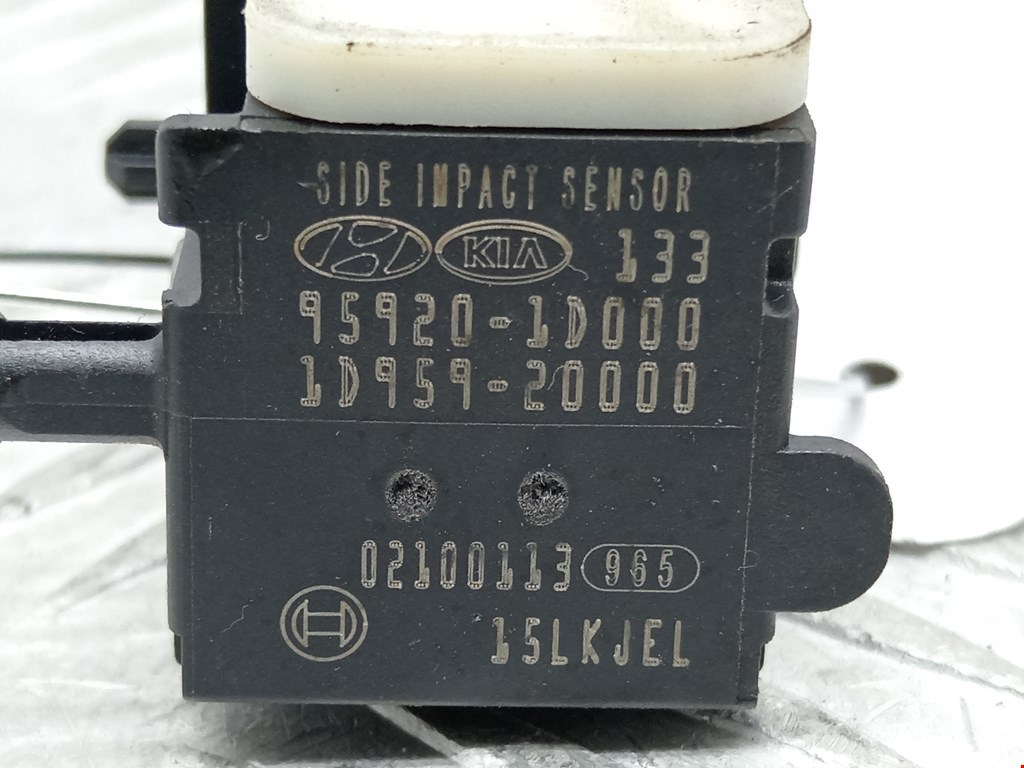 SIDE IMPACT SENSOR
KIA 133
95920-1D000
1D959-20000
02100113 965
15LKJEL